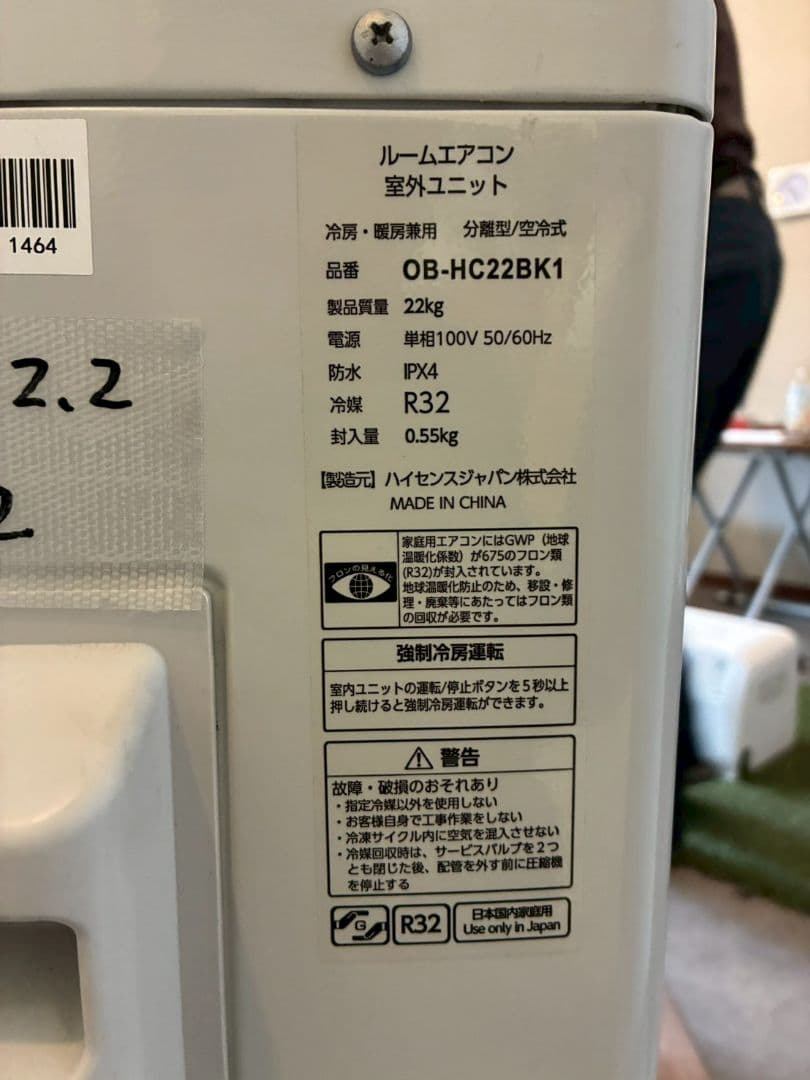 ルームエアコン
室外ユニット
冷房・暖房兼用 分離型/空冷式
品番 OB-HC22BK1
製品質量 22kg
電源 単相100V 50/60Hz
防水 IPX4
冷媒 R32
封入量 0.55kg
【製造元】ハイセンスジャパン株式会社
MADE IN CHINA
フロンの見える化
家庭用エアコンにはGWP（地球
温暖化係数）が675のフロン類
(R32)が封入されています。
地球温暖化防止のため、移設・修
理・廃棄等にあたってはフロン類
の回収が必要です。
強制冷房運転
室内ユニットの運転/停止ボタンを5秒以上
押し続けると強制冷房運転ができます。
警告
故障・破損のおそれあり
・指定冷媒以外を使用しない
・お客様自身で工事作業をしない
・冷凍サイクル内に空気を混入させない
・冷媒回収時は、サービスバルブを2つ
とも閉じた後、配管を外す前に圧縮機
を停止する
G R32 日本国内家庭用
Use only in Japan
1464
2.2
2